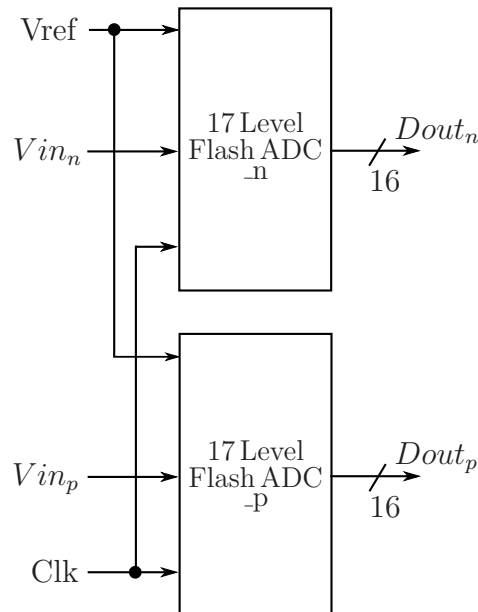 Vref
17 Level
Flash ADC
_n
Vin_n
Dout_n
16
17 Level
Flash ADC
_p
Vin_p
Dout_p
16
Clk